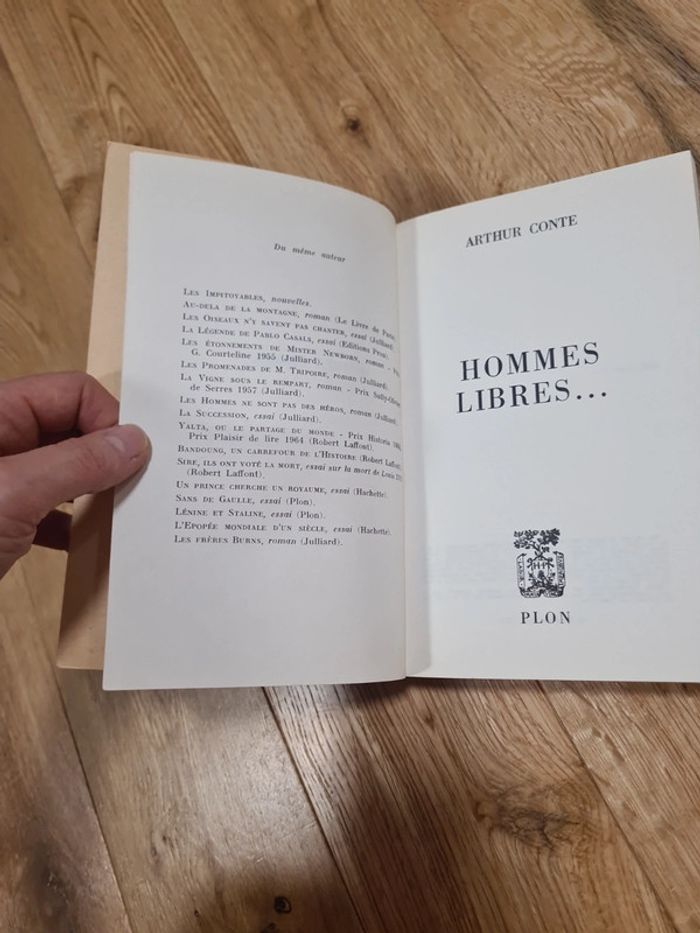 Du même auteur
LES IMPITOYABLES, nouvelles.
AU-DELA DE LA MONTAGNE, roman (Le Livre de
LES OISEAUX N'Y SAVENT PAS CHANTER, essai (Julliard
LA LÉGENDE DE PABLO CASALS, essai (Editions Proa).
LES ÉTONNEMENTS DE MISTER NEWBORN, roman -
G. Courteline 1955 (Julliard).
LES PROMENADES DE M. TRIPOIRE, roman (Julliard).
LA VIGNE SOUS LE REMPART, roman - Prix Sully-Olivier
de Serres 1957 (Julliard).
LES HOMMES NE SONT PAS DES HÉROS, roman (Julliard
LA SUCCESSION, essai (Julliard).
YALTA, OU LE PARTAGE DU MONDE - Prix Historia
Prix Plaisir de lire 1964 (Robert Laffont).
BANDOUNG, UN CARREFOUR DE L'HISTOIRE (Robert Laffont
SIRE, ILS ONT VOTÉ LA MORT, essai sur la mort de Louis
(Robert Laffont).
UN PRINCE CHERCHE UN ROYAUME, essai (Hachette).
SANS DE GAULLE, essai (Plon).
LÉNINE ET STALINE, essai (Plon).
L'EPOPÉE MONDIALE D'UN SIÈCLE, essai (Hachette).
LES FRÈRES BURNS, roman (Julliard).
ARTHUR CONTE
HOMMES
LIBRES...
PLON